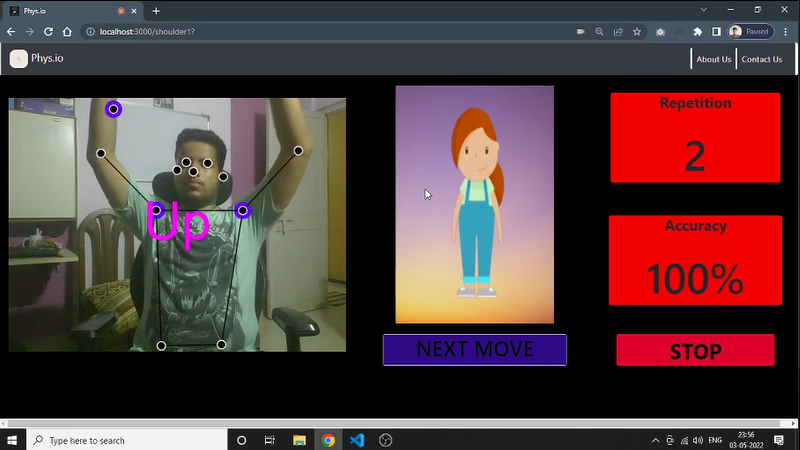 Phys.io
localhost:3000/shoulder1?
Paused
Phys.io
About Us
Contact Us
Repetition
2
Up
Accuracy
100%
NEXT MOVE
STOP
Type here to search
ENG
23:56
03-05-2022